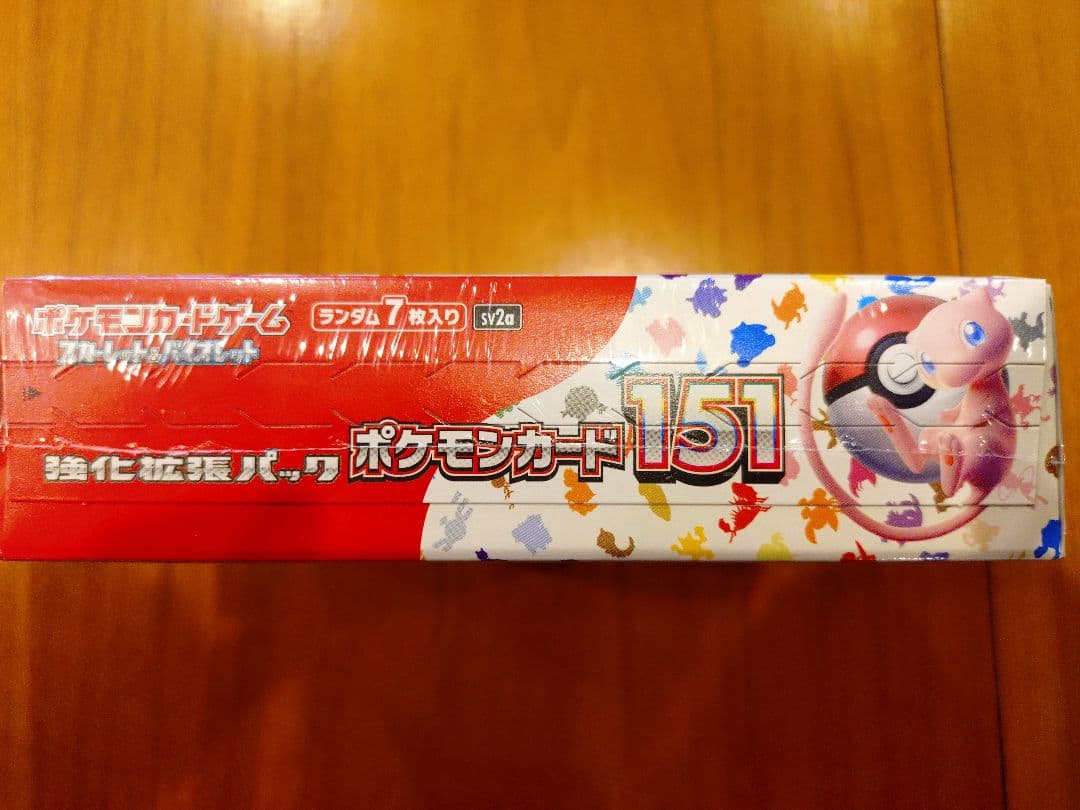 ポケモンカードゲーム
スカーレット&バイオレット
ランダム7枚入り
sv2a
強化拡張パック
ポケモンカード151